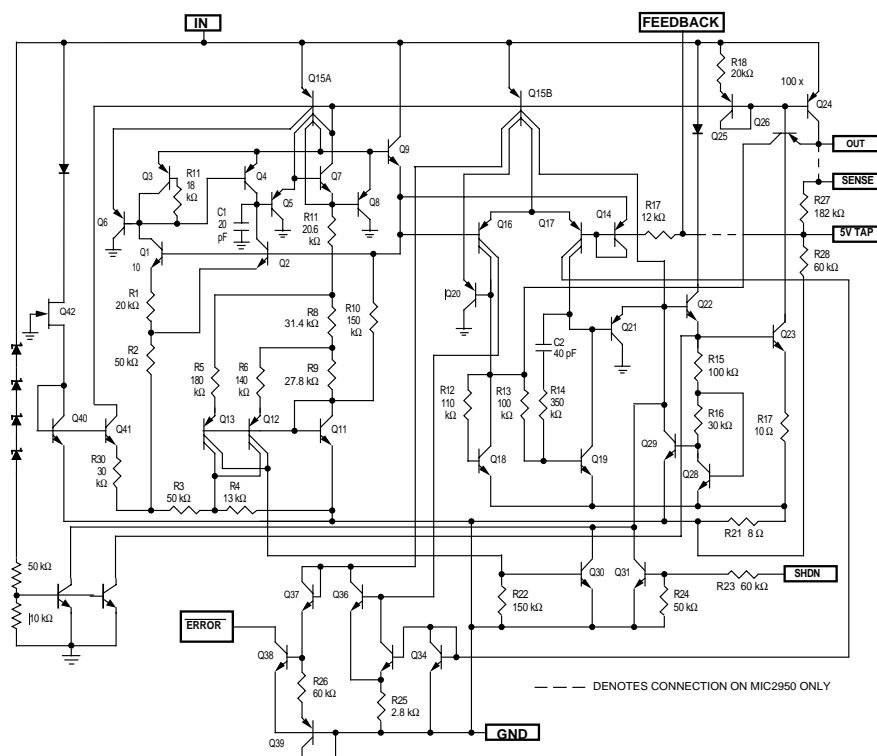 IN
FEEDBACK
R18
20kΩ
100 x
Q15A
Q15B
Q24
Q25
Q26
OUT
SENSE
R27
182 kΩ
5V TAP
R28
60 kΩ
Q3
R11
18
kΩ
Q4
Q9
Q7
Q5
Q8
Q6
C1
20
pF
R11
20.6
kΩ
Q1
10
Q2
Q16
Q17
Q14
R17
12 kΩ
Q42
R1
20 kΩ
R2
50 kΩ
R8
31.4 kΩ
R10
150
kΩ
R5
180
kΩ
R6
140
kΩ
R9
27.8 kΩ
Q20
C2
40 pF
Q21
Q22
Q23
R15
100 kΩ
R12
110
kΩ
R13
100
kΩ
R14
350
kΩ
R16
30 kΩ
R17
10 Ω
Q40
Q41
Q13
Q12
Q11
Q18
Q19
Q29
Q28
R30
30
kΩ
R3
50 kΩ
R4
13 kΩ
R21 8 Ω
50 kΩ
10 kΩ
Q37
Q36
Q30
Q31
R22
150 kΩ
R24
50 kΩ
R23 60 kΩ
SHDN
ERROR
Q38
Q34
R26
60 kΩ
R25
2.8 kΩ
Q39
GND
DENOTES CONNECTION ON MIC2950 ONLY